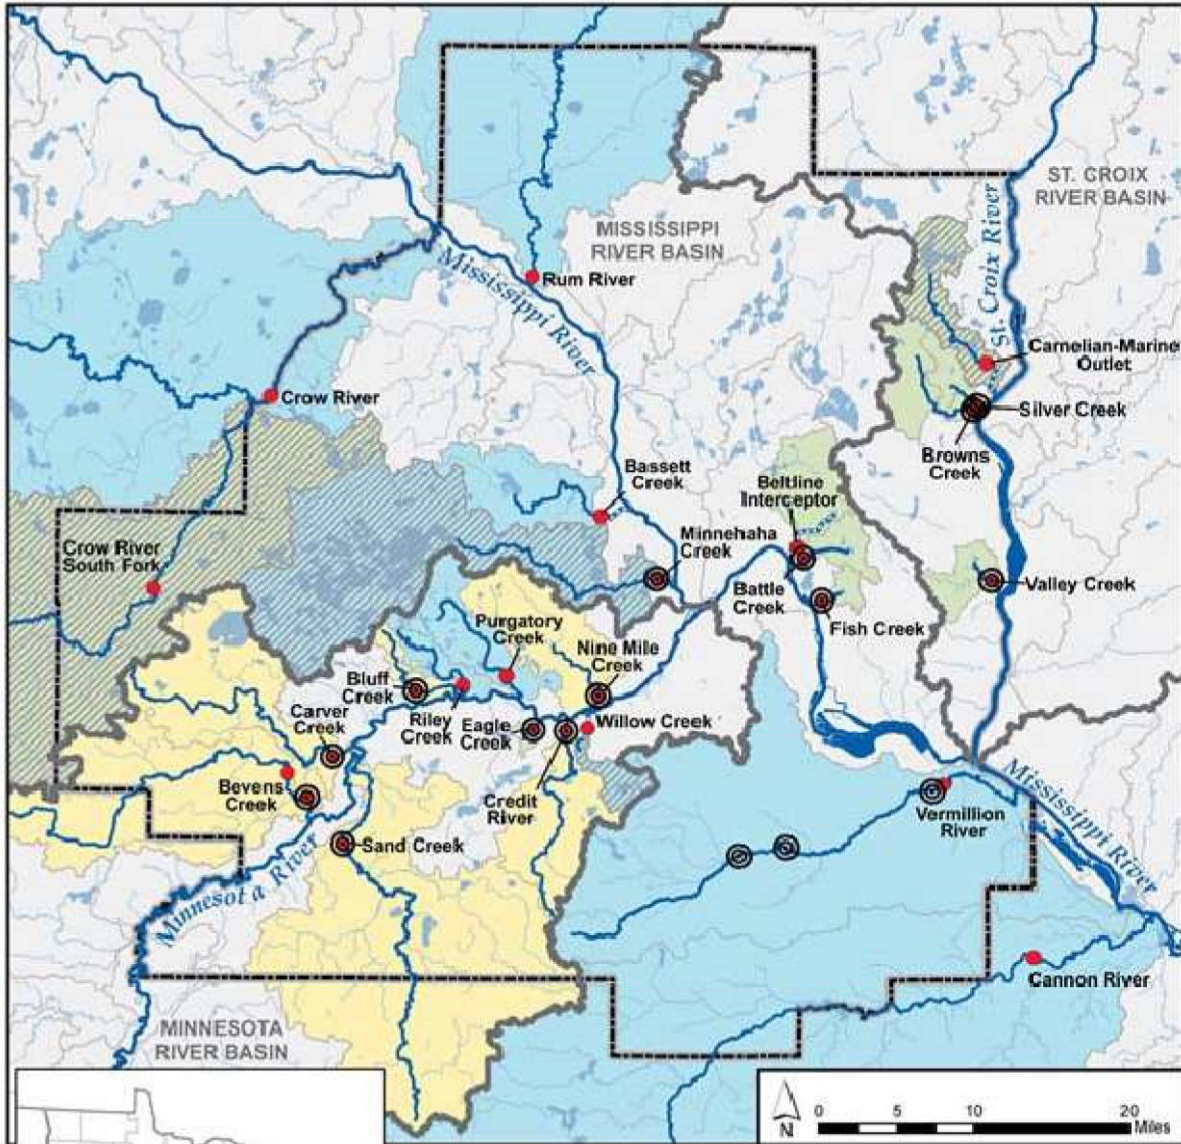 ST. CROIX
RIVER BASIN
MISSISSIPPI
RIVER BASIN
St. Croix River
Mississippi River
Rum River
Carnelian-Marine
Outlet
Crow River
Silver Creek
Browns
Creek
Bassett
Creek
Beltline
Interceptor
Minnehaha
Creek
Crow River
South Fork
Battle
Creek
Valley Creek
Fish Creek
Purgatory
Creek
Nine Mile
Creek
Bluff
Creek
Riley
Creek
Eagle
Creek
Willow Creek
Carver
Creek
Bevens
Creek
Credit
River
Vermillion
River
Mississippi River
Sand Creek
Minnesota River
Cannon River
MINNESOTA
RIVER BASIN
N
0 5 10 20
Miles